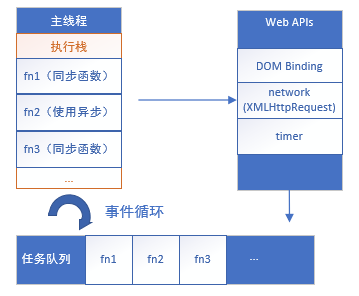 主线程
执行栈
fn1（同步函数）
fn2（使用异步）
fn3（同步函数）
...
Web APIs
DOM Binding
network
(XMLHttpRequest)
timer
事件循环
任务队列
fn1
fn2
fn3
...